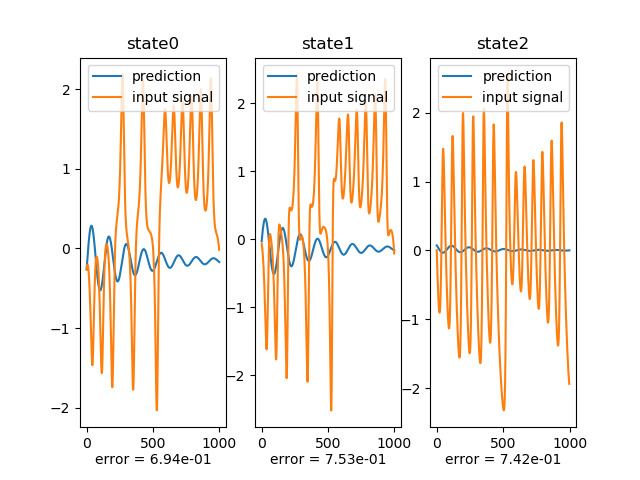 state0
state1
state2
prediction
input signal
prediction
input signal
prediction
input signal
2
1
0
−1
−2
2
1
0
−1
−2
2
1
0
−1
−2
0
500
1000
0
500
1000
0
500
1000
error = 6.94e-01
error = 7.53e-01
error = 7.42e-01